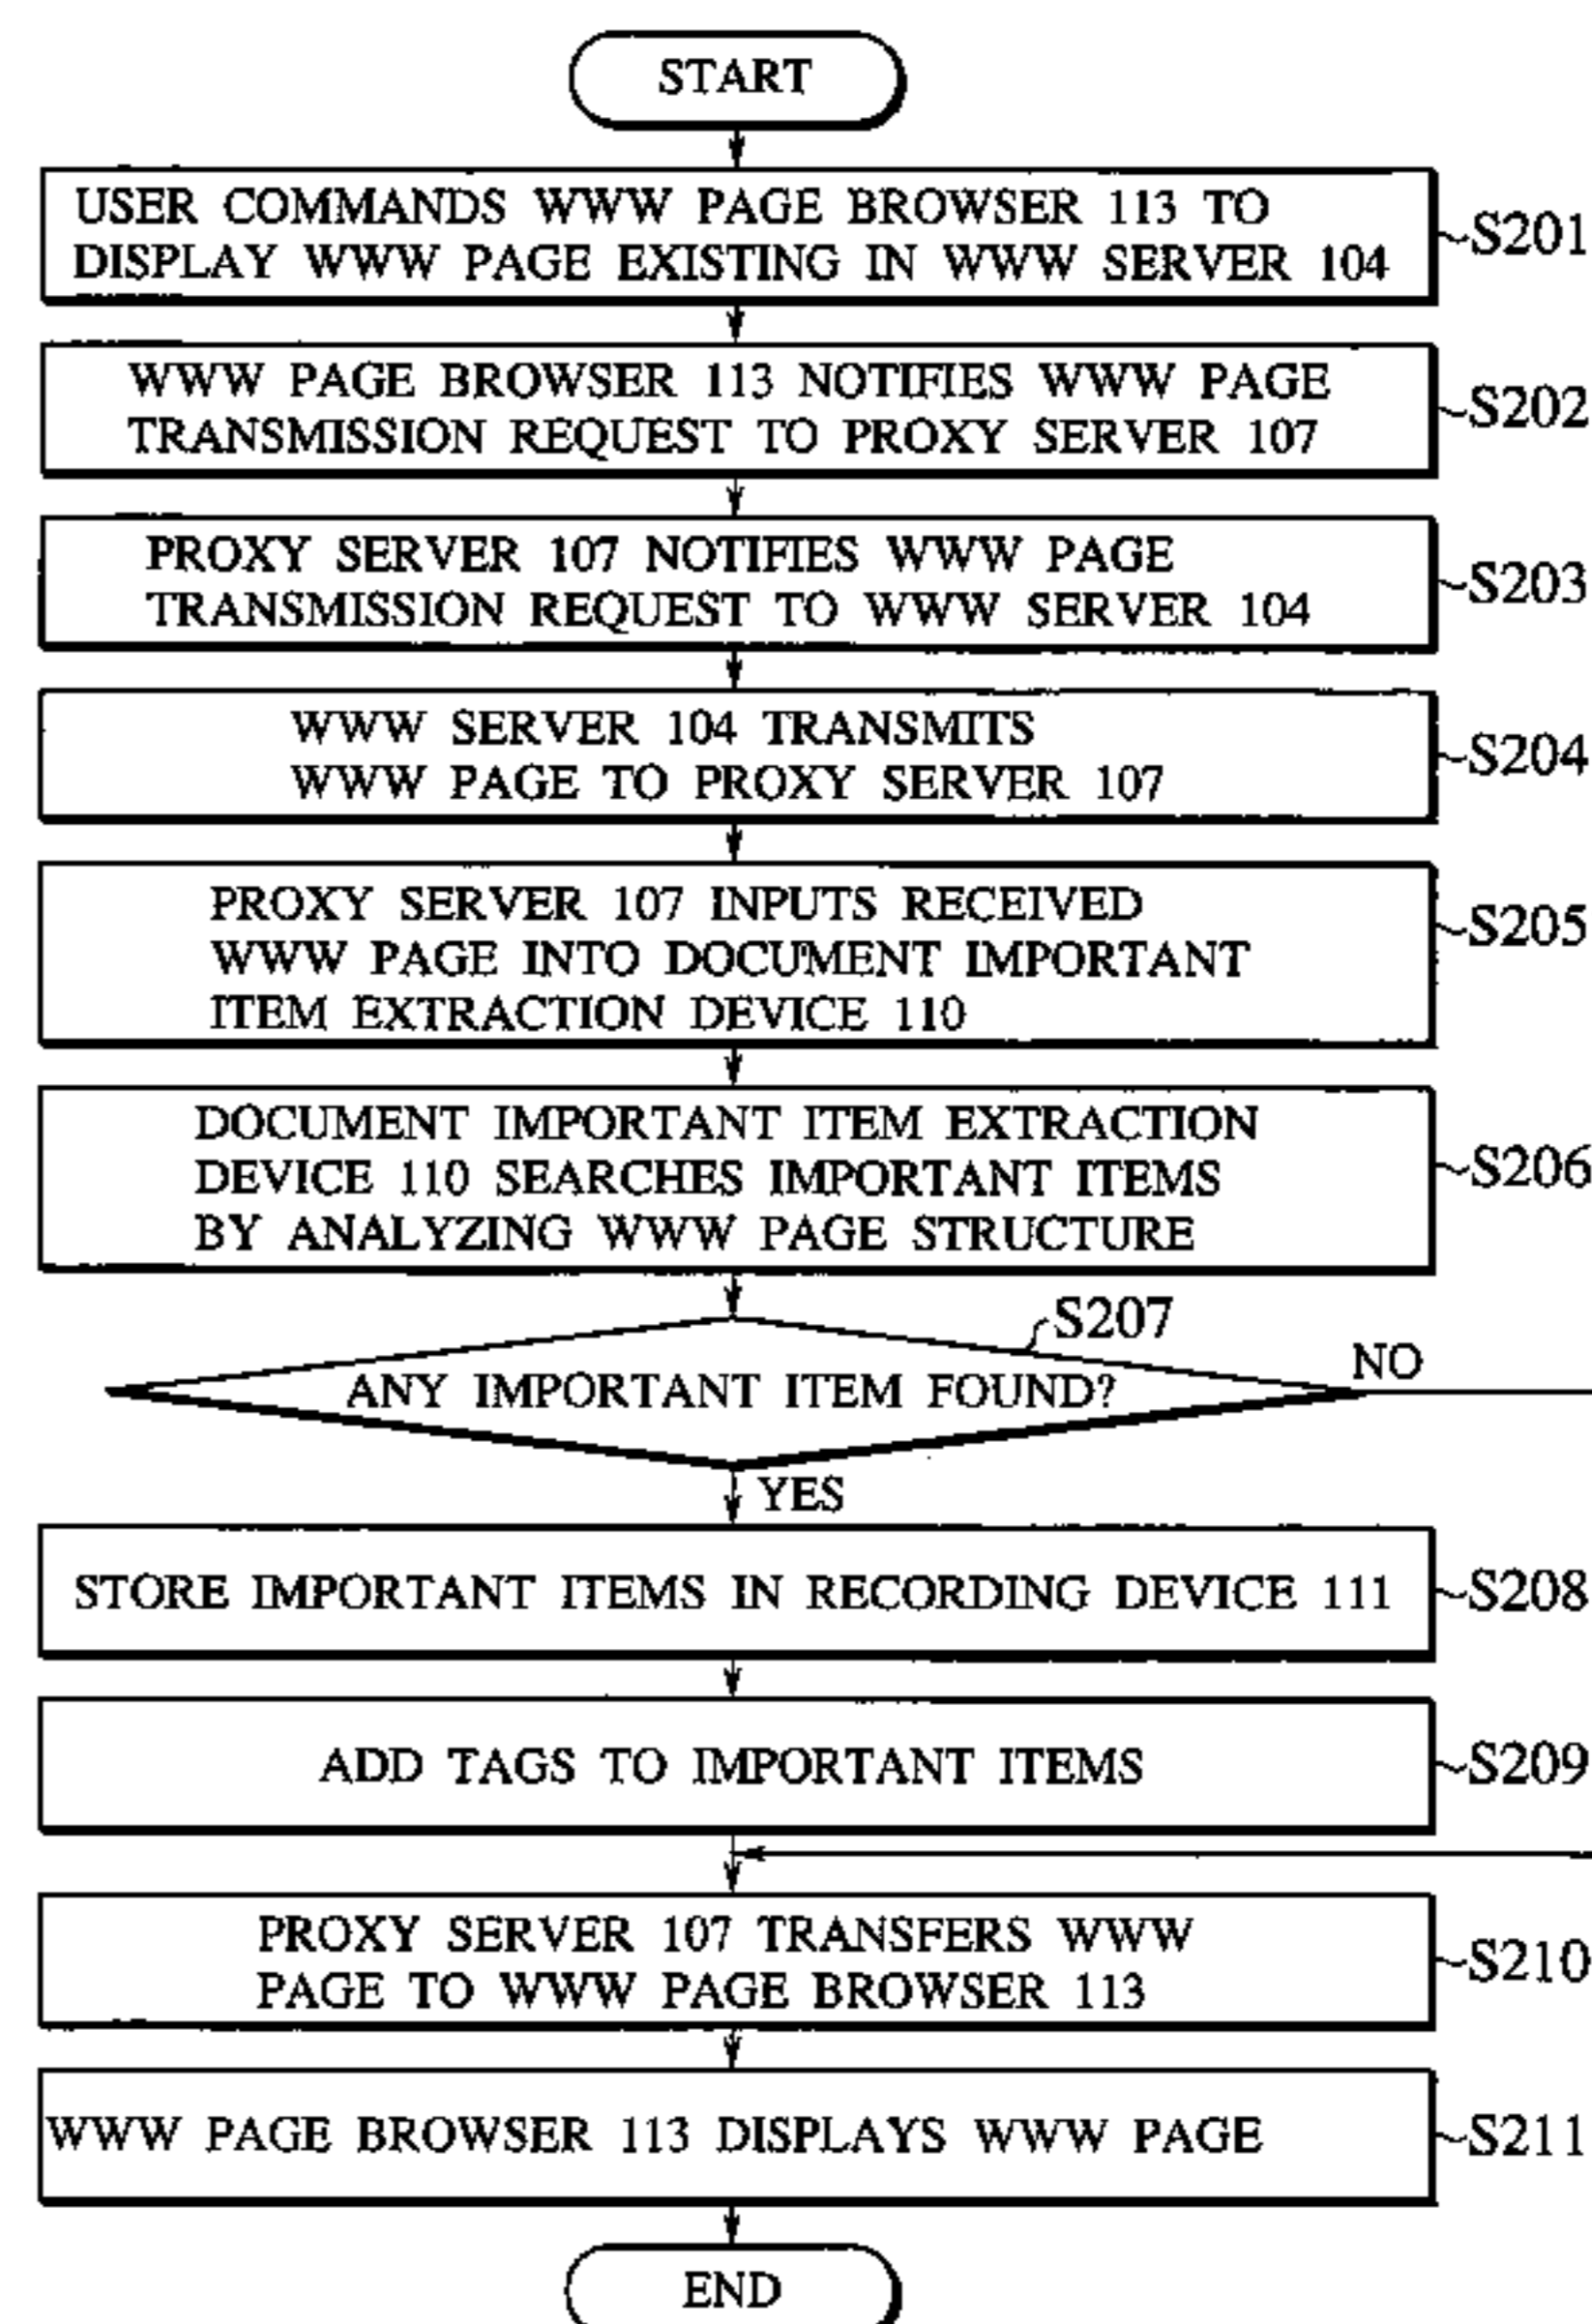 START
USER COMMANDS WWW PAGE BROWSER 113 TO
DISPLAY WWW PAGE EXISTING IN WWW SERVER 104
S201
WWW PAGE BROWSER 113 NOTIFIES WWW PAGE
TRANSMISSION REQUEST TO PROXY SERVER 107
S202
PROXY SERVER 107 NOTIFIES WWW PAGE
TRANSMISSION REQUEST TO WWW SERVER 104
S203
WWW SERVER 104 TRANSMITS
WWW PAGE TO PROXY SERVER 107
S204
PROXY SERVER 107 INPUTS RECEIVED
WWW PAGE INTO DOCUMENT IMPORTANT
ITEM EXTRACTION DEVICE 110
S205
DOCUMENT IMPORTANT ITEM EXTRACTION
DEVICE 110 SEARCHES IMPORTANT ITEMS
BY ANALYZING WWW PAGE STRUCTURE
S206
S207
ANY IMPORTANT ITEM FOUND?
NO
YES
STORE IMPORTANT ITEMS IN RECORDING DEVICE 111
S208
ADD TAGS TO IMPORTANT ITEMS
S209
PROXY SERVER 107 TRANSFERS WWW
PAGE TO WWW PAGE BROWSER 113
S210
WWW PAGE BROWSER 113 DISPLAYS WWW PAGE
S211
END